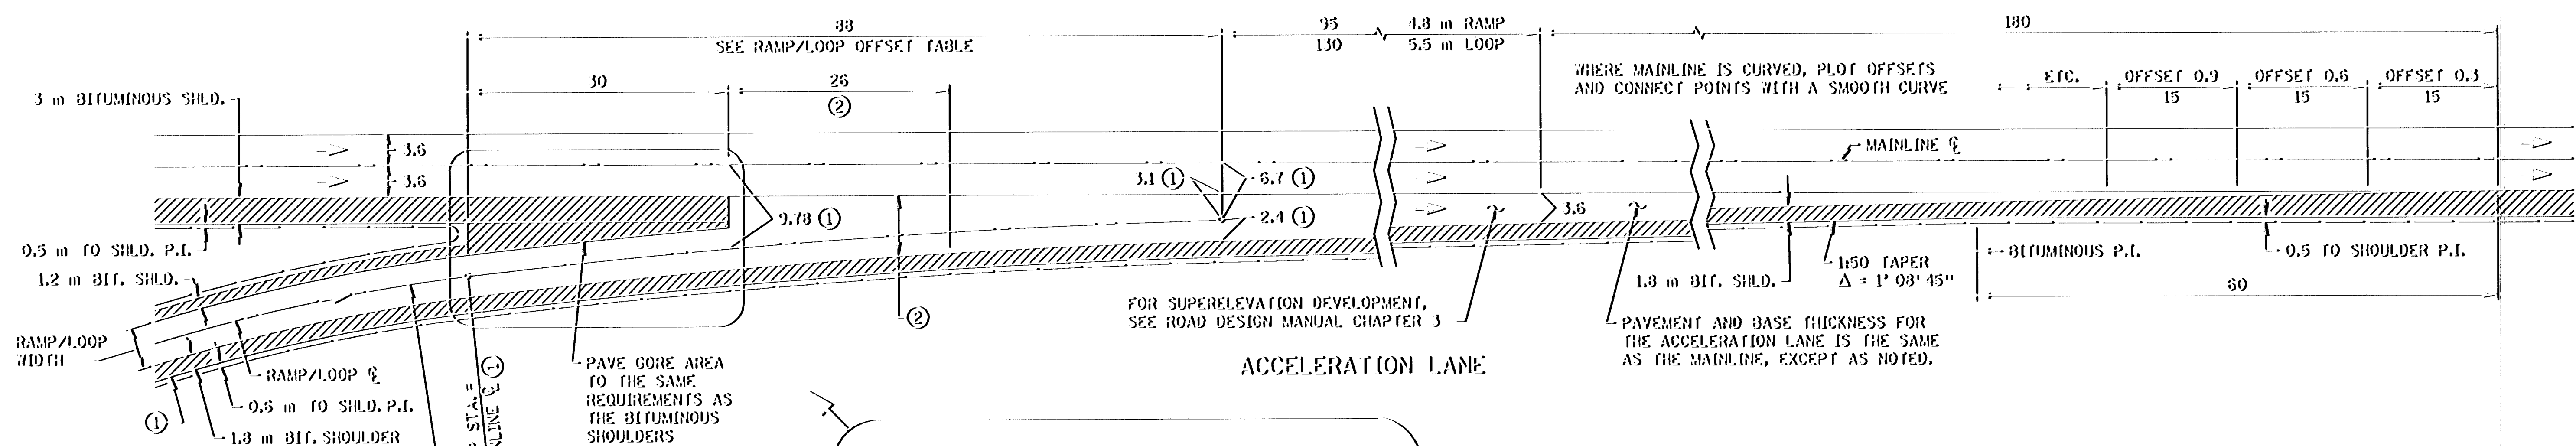 88
SEE RAMP/LOOP OFFSET TABLE
95
130
4.8 m RAMP
5.5 m LOOP
180
30
26
②
3 m BITUMINOUS SHLD.
WHERE MAINLINE IS CURVED, PLOT OFFSETS
AND CONNECT POINTS WITH A SMOOTH CURVE
ETC.
OFFSET 0.9
15
OFFSET 0.6
15
OFFSET 0.3
15
3.6
3.6
MAINLINE ℄
3.1 ①
6.7 ①
9.78 ①
2.4 ①
3.6
0.5 m TO SHLD. P.I.
1.2 m BIT. SHLD.
BITUMINOUS P.I.
0.5 TO SHOULDER P.I.
1.8 m BIT. SHLD.
1:50 TAPER
Δ = 1° 08' 45"
60
②
FOR SUPERELEVATION DEVELOPMENT,
SEE ROAD DESIGN MANUAL CHAPTER 3
PAVEMENT AND BASE THICKNESS FOR
THE ACCELERATION LANE IS THE SAME
AS THE MAINLINE, EXCEPT AS NOTED.
ACCELERATION LANE
RAMP/LOOP
WIDTH
RAMP/LOOP ℄
0.6 m TO SHLD. P.I.
①
1.8 m BIT. SHOULDER
STA. =
℄ ①
PAVE GORE AREA
TO THE SAME
REQUIREMENTS AS
THE BITUMINOUS
SHOULDERS